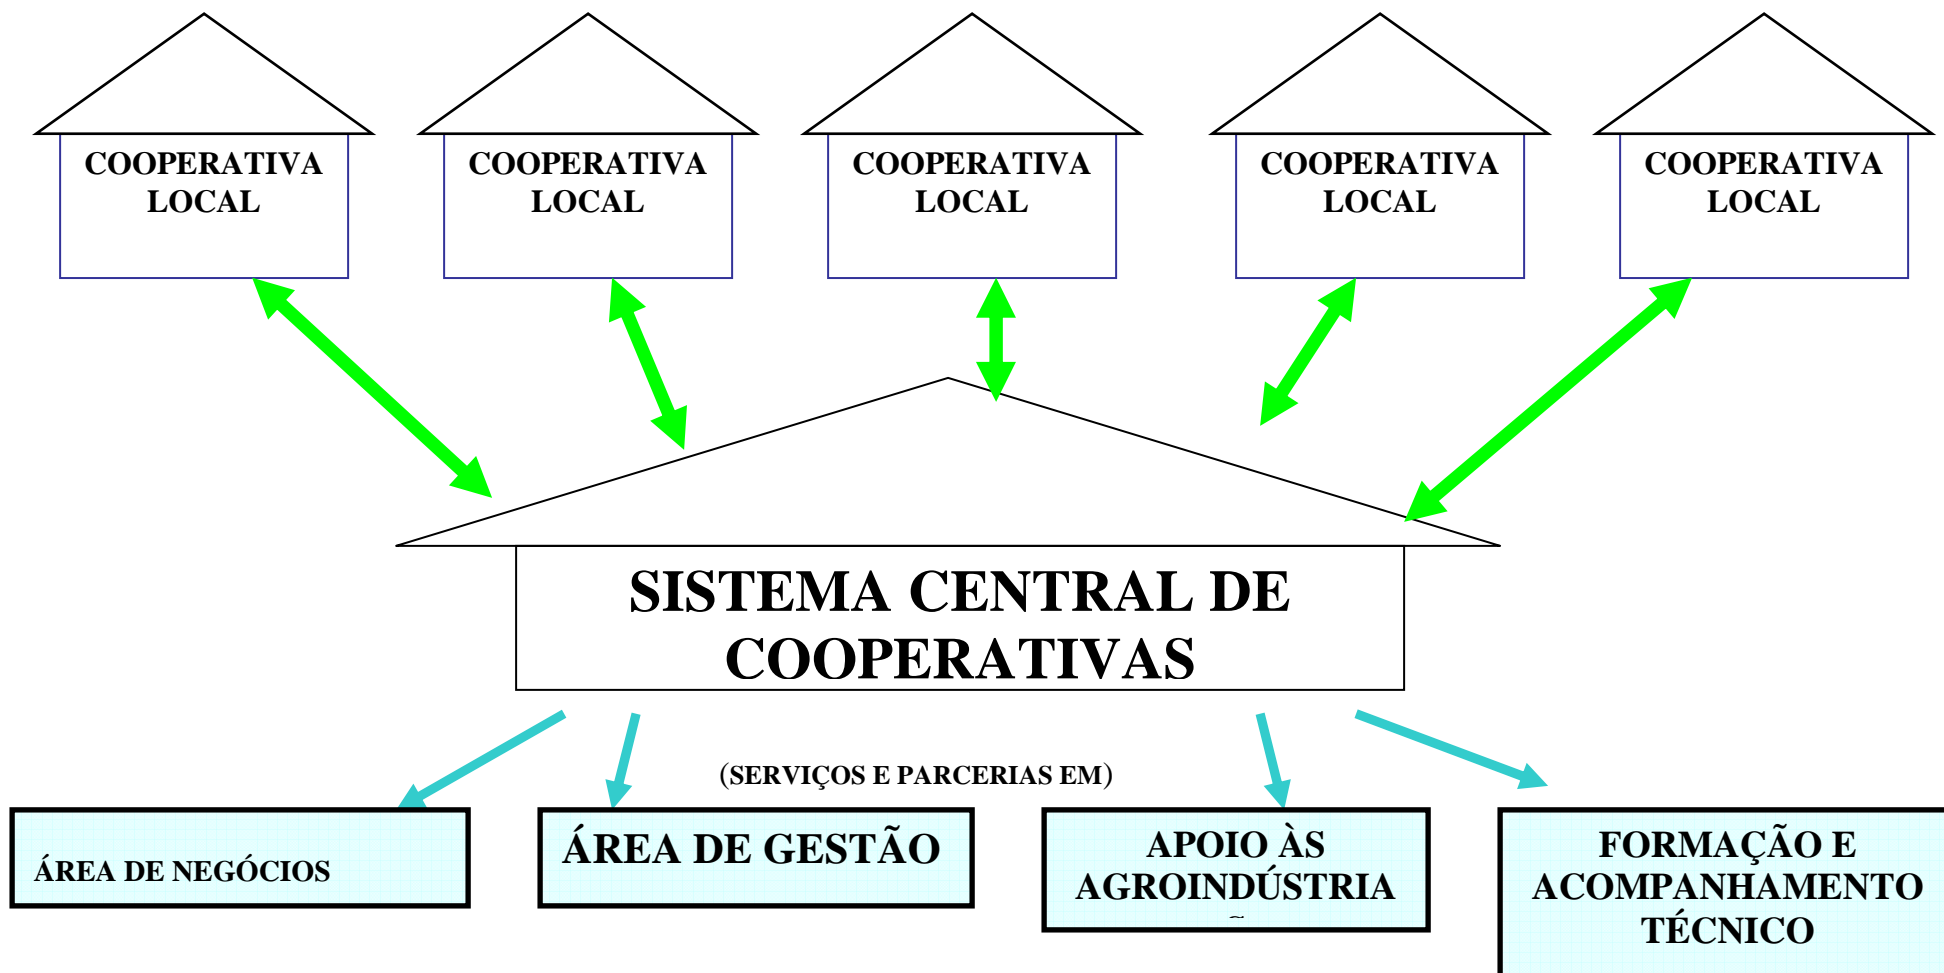 COOPERATIVA
LOCAL
COOPERATIVA
LOCAL
COOPERATIVA
LOCAL
COOPERATIVA
LOCAL
COOPERATIVA
LOCAL
SISTEMA CENTRAL DE
COOPERATIVAS
(SERVIÇOS E PARCERIAS EM)
ÁREA DE NEGÓCIOS
ÁREA DE GESTÃO
APOIO ÀS
AGROINDÚSTRIA
FORMAÇÃO E
ACOMPANHAMENTO
TÉCNICO